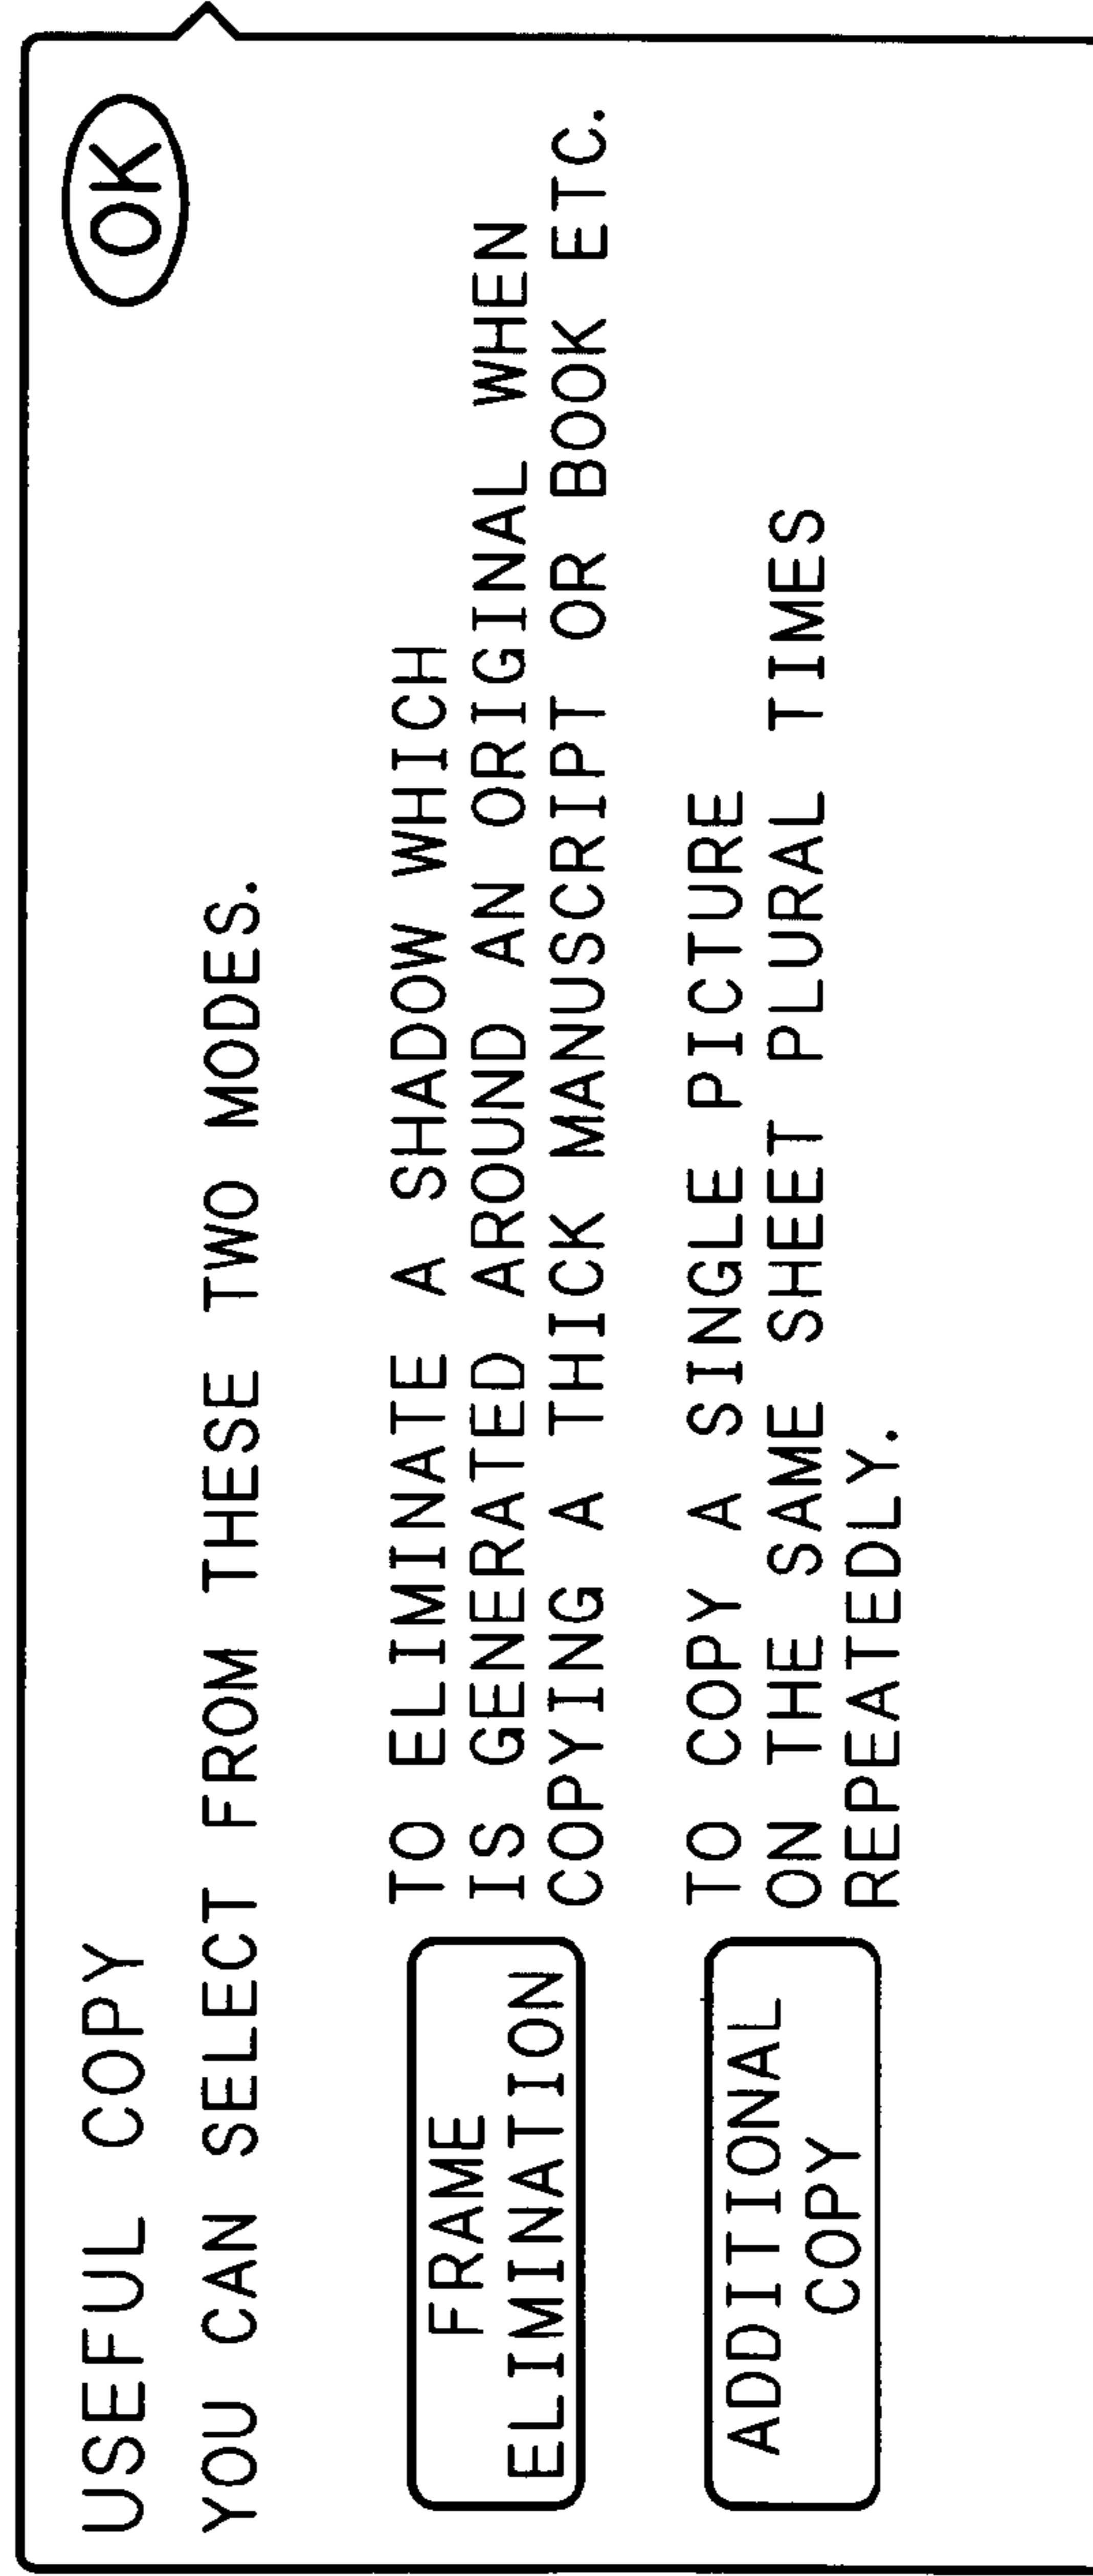 USEFUL COPY
OK
YOU CAN SELECT FROM THESE TWO MODES.
FRAME
ELIMINATION
TO ELIMINATE A SHADOW WHICH
IS GENERATED AROUND AN ORIGINAL WHEN
COPYING A THICK MANUSCRIPT OR BOOK ETC.
ADDITIONAL
COPY
TO COPY A SINGLE PICTURE
ON THE SAME SHEET PLURAL TIMES
REPEATEDLY.